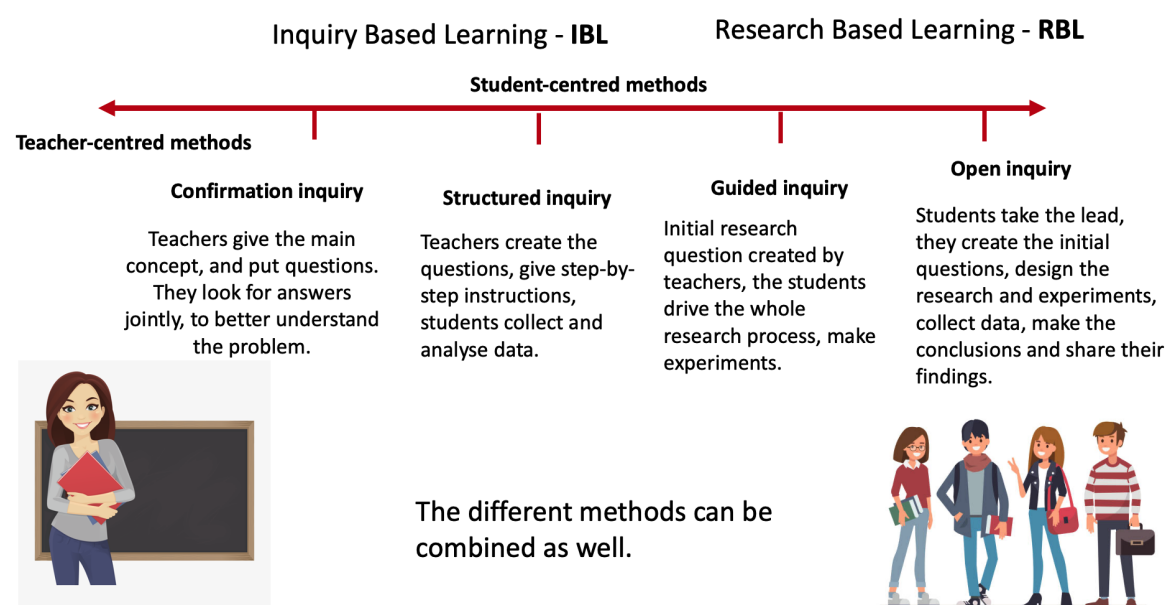 Inquiry Based Learning - IBL
Research Based Learning - RBL
Student-centred methods
Teacher-centred methods
Confirmation inquiry
Teachers give the main
concept, and put questions.
They look for answers
jointly, to better understand
the problem.
Structured inquiry
Teachers create the
questions, give step-by-
step instructions,
students collect and
analyse data.
Guided inquiry
Initial research
question created by
teachers, the students
drive the whole
research process, make
experiments.
Open inquiry
Students take the lead,
they create the initial
questions, design the
research and experiments,
collect data, make the
conclusions and share their
findings.
The different methods can be
combined as well.